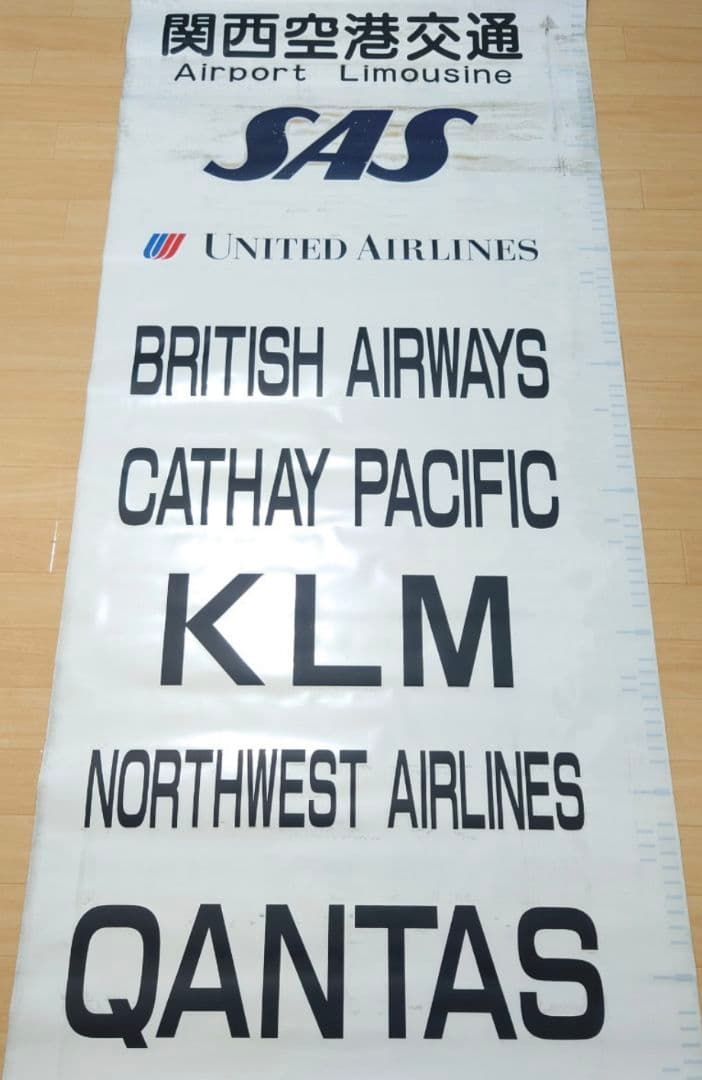 関西空港交通
Airport Limousine
SAS
UNITED AIRLINES
BRITISH AIRWAYS
CATHAY PACIFIC
KLM
NORTHWEST AIRLINES
QANTAS